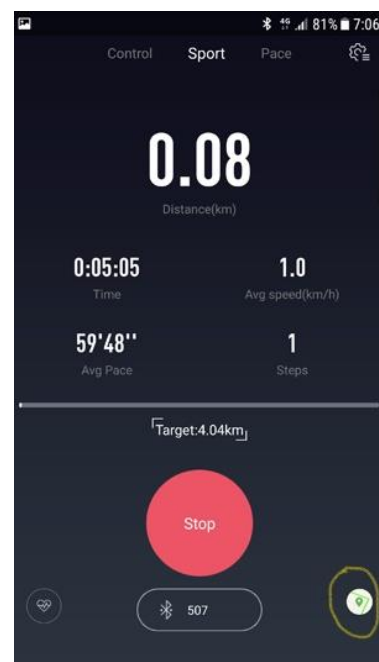 4G 81% 7:06
Control Sport Pace
0.08
Distance(km)
0:05:05 1.0
Time Avg speed(km/h)
59'48'' 1
Avg Pace Steps
Target:4.04km
Stop
507